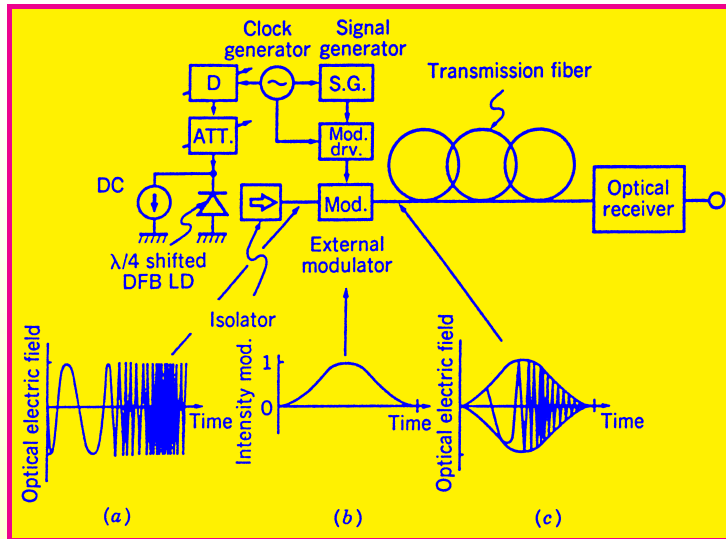 Clock
generator
Signal
generator
D
~
S.G.
Transmission fiber
ATT.
Mod.
drv.
DC
Mod.
Optical
receiver
λ/4 shifted
DFB LD
External
modulator
Isolator
Optical electric field
Time
Intensity mod.
1
0
Time
Optical electric field
Time
(a)
(b)
(c)